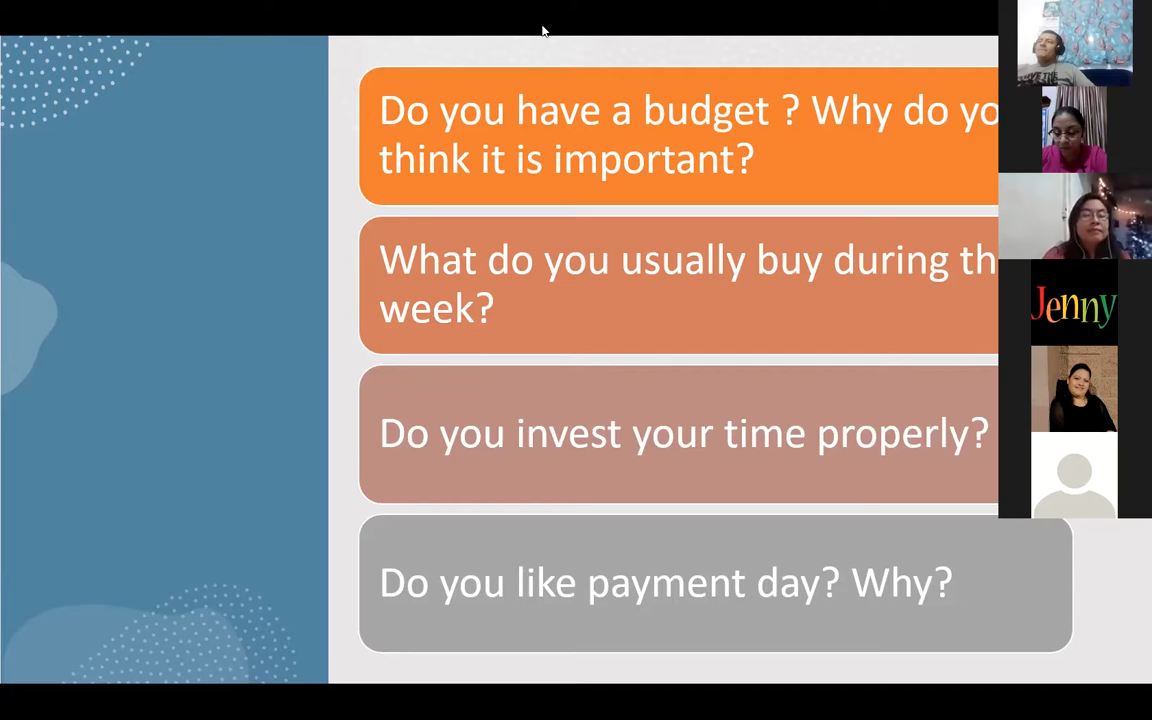 Do you have a budget ? Why do yo
think it is important?
What do you usually buy during th
week?
Do you invest your time properly?
Do you like payment day? Why?
Jenny